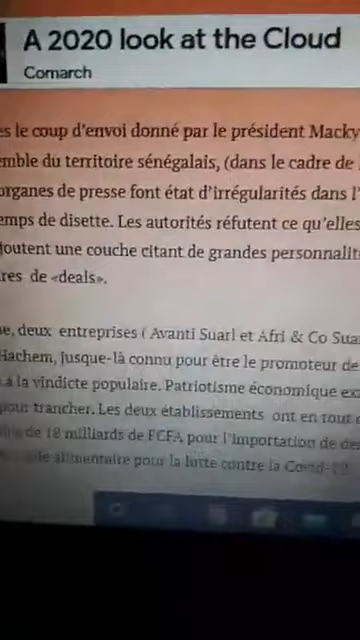 A 2020 look at the Cloud
Comarch
le coup d'envoi donné par le président Macky
emble du territoire sénégalais, (dans le cadre de
organes de presse font état d'irrégularités dans l'
emps de disette. Les autorités réfutent ce qu'elles
joutent une couche citant de grandes personnalit
res de «deals».
e, deux entreprises ( Avanti Suarl et Afri & Co Sua
Hachem, jusque-là connu pour être le promoteur de
à la vindicte populaire. Patriotisme économique ex
pour trancher. Les deux établissements ont en tout
de 18 milliards de FCFA pour l'importation de de
alimentaire pour la lutte contre la Covid-19